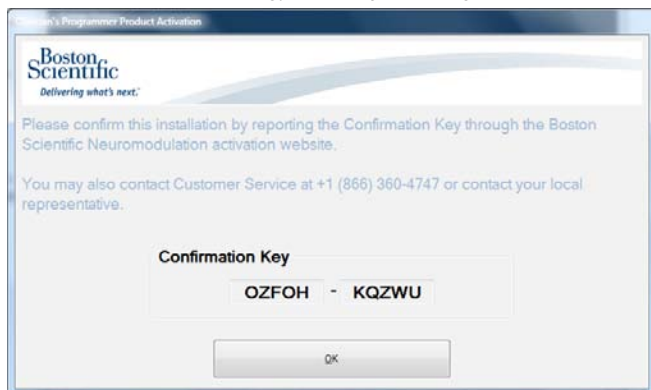 Clinician's Programmer Product Activation
Boston
Scientific
Delivering what's next.™
Please confirm this installation by reporting the Confirmation Key through the Boston
Scientific Neuromodulation activation website.
You may also contact Customer Service at +1 (866) 360-4747 or contact your local
representative.
Confirmation Key
OZFOH - KQZWU
OK